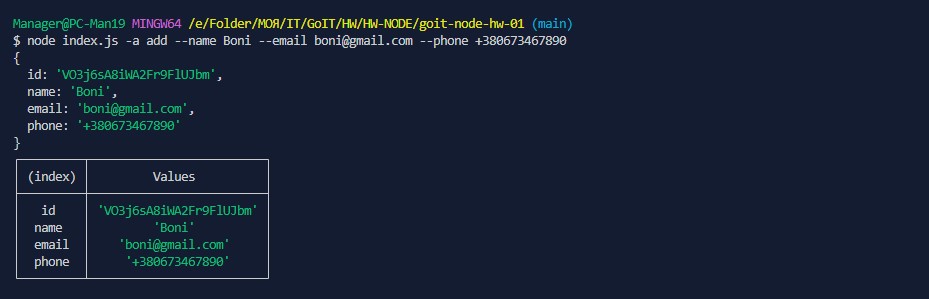 Manager@PC-Man19 MINGW64 /e/Folder/МОЯ/IT/GoIT/HW/HW-NODE/goit-node-hw-01 (main)
$ node index.js -a add --name Boni --email boni@gmail.com --phone +380673467890
{
  id: 'VO3j6sA8iWA2Fr9FlUJbm',
  name: 'Boni',
  email: 'boni@gmail.com',
  phone: '+380673467890'
}
(index) Values
id 'VO3j6sA8iWA2Fr9FlUJbm'
name 'Boni'
email 'boni@gmail.com'
phone '+380673467890'